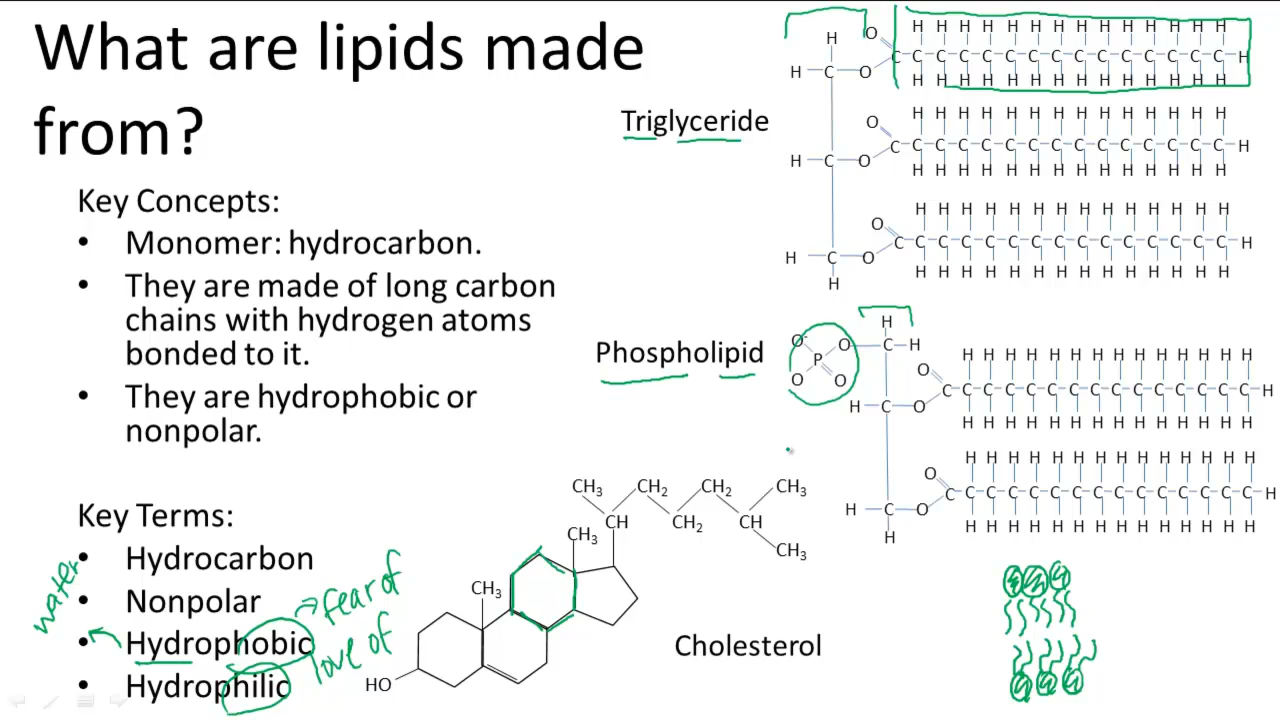 What are lipids made
from?
Key Concepts:
• Monomer: hydrocarbon.
• They are made of long carbon
chains with hydrogen atoms
bonded to it.
• They are hydrophobic or
nonpolar.
Key Terms:
• Hydrocarbon
• Nonpolar
• Hydrophobic
• Hydrophilic
water
fear of
love of
Triglyceride
H O H H H H H H H H H H H H H H
H C O C C C C C C C C C C C C C C C H
H H H H H H H H H H H H H H
O H H H H H H H H H H H H H H
H C O C C C C C C C C C C C C C C C H
H H H H H H H H H H H H H H
O H H H H H H H H H H H H H H
H C O C C C C C C C C C C C C C C C H
H H H H H H H H H H H H H H H
Phospholipid
H
O- O C H
P
O O
O H H H H H H H H H H H H H
H C O C C C C C C C C C C C C C C H
H H H H H H H H H H H H H
O H H H H H H H H H H H H H
H C O C C C C C C C C C C C C C C H
H H H H H H H H H H H H H H
CH3 CH2 CH2 CH3
CH CH2 CH
CH3 CH3
CH3
HO
Cholesterol